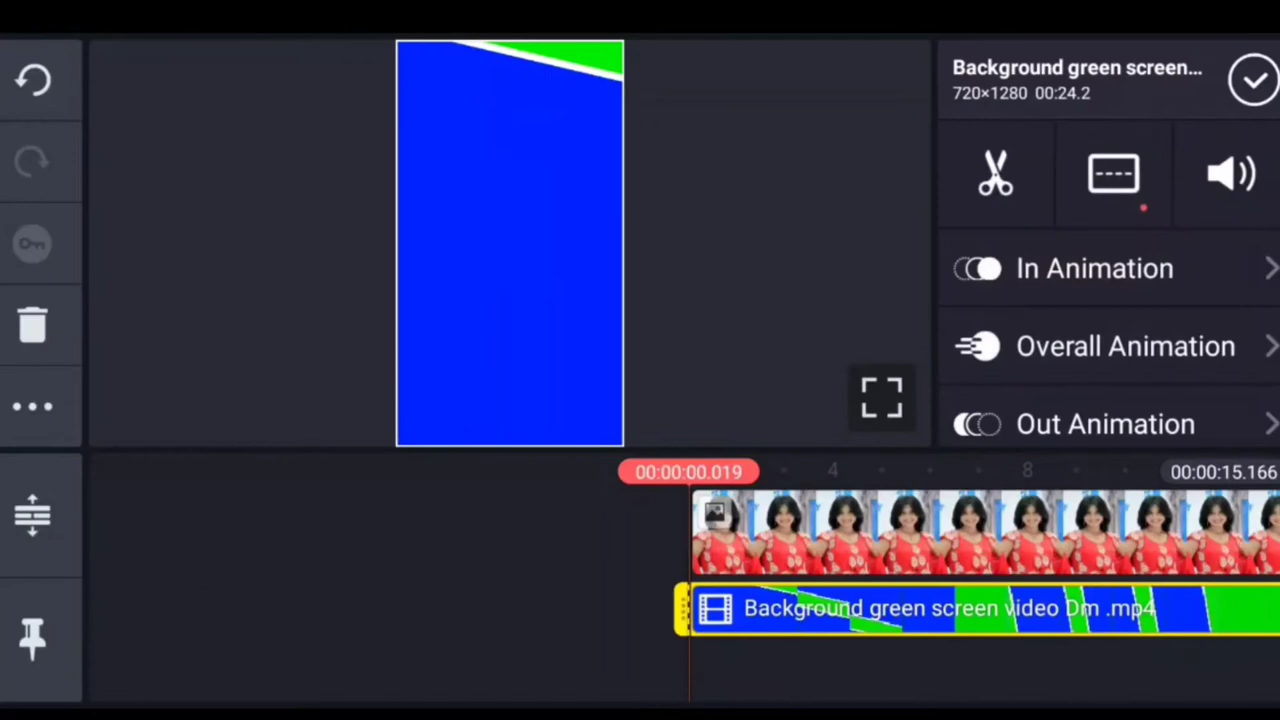 Background green screen...
720×1280 00:24.2
In Animation
Overall Animation
Out Animation
00:00:00.019
4
8
00:00:15.166
Background green screen video Dm .mp4